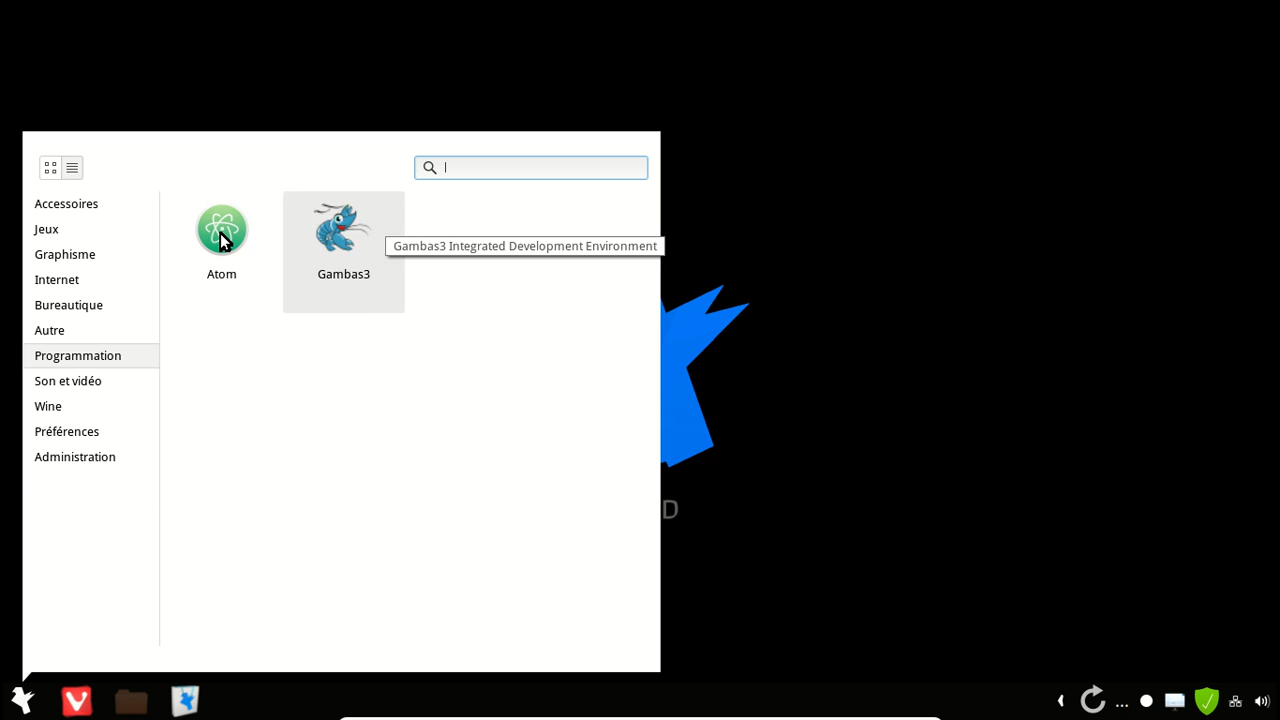 Accessoires
Jeux
Graphisme
Internet
Bureautique
Autre
Programmation
Son et vidéo
Wine
Préférences
Administration
Atom
Gambas3
Gambas3 Integrated Development Environment
D
...